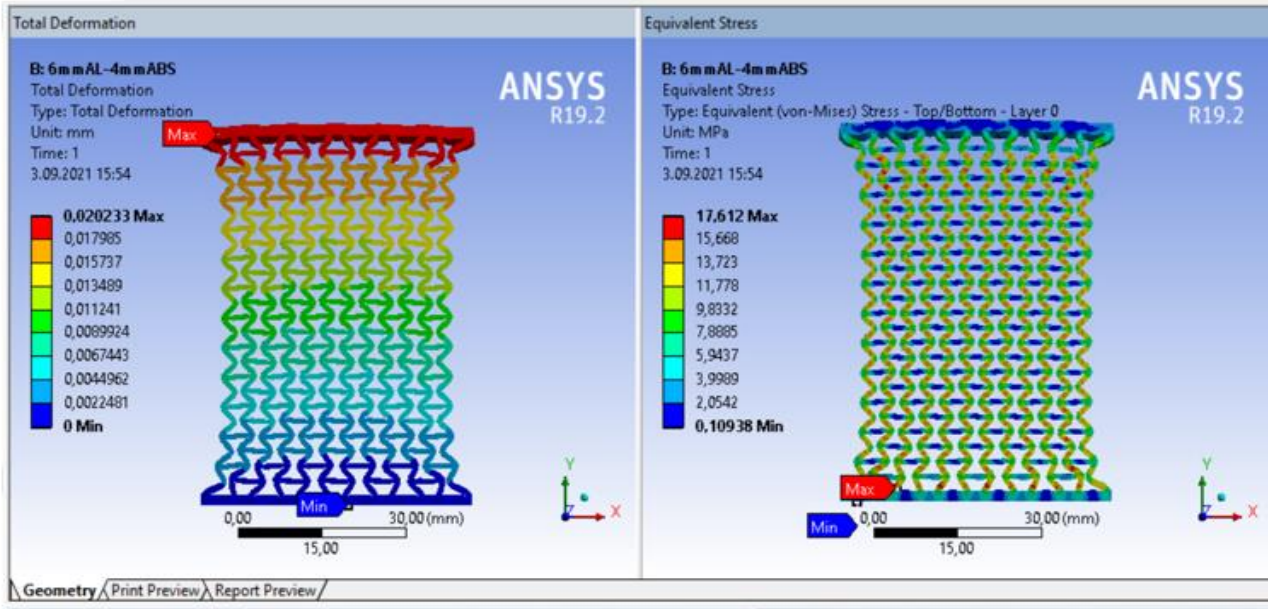 Total Deformation
B: 6mmAL-4mmABS
Total Deformation
Type: Total Deformation
Unit: mm
Time: 1
3.09.2021 15:54
ANSYS
R19.2
Max
0,020233 Max
0,017985
0,015737
0,013489
0,011241
0,0089924
0,0067443
0,0044962
0,0022481
0 Min
Min
0,00
30,00 (mm)
15,00
Y
X
Z
Equivalent Stress
B: 6mmAL-4mmABS
Equivalent Stress
Type: Equivalent (von-Mises) Stress - Top/Bottom - Layer 0
Unit: MPa
Time: 1
3.09.2021 15:54
ANSYS
R19.2
17,612 Max
15,668
13,723
11,778
9,8332
7,8885
5,9437
3,9989
2,0542
0,10938 Min
Max
Min
0,00
30,00 (mm)
15,00
Y
X
Z
Geometry / Print Preview / Report Preview /